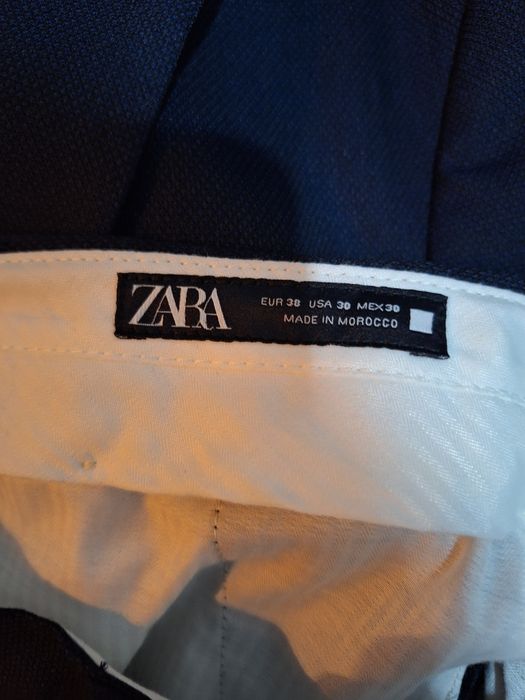 ZARA
EUR 38 USA 30 MEX 30
MADE IN MOROCCO